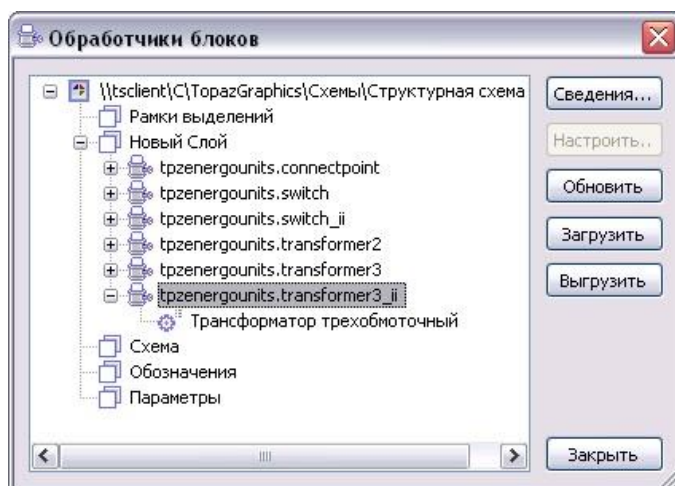 Обработчики блоков
\\tsclient\C\TopazGraphics\Схемы\Структурная схема
Сведения...
Рамки выделений
Новый Слой
Настроить..
tpzenergounits.connectpoint
tpzenergounits.switch
Обновить
tpzenergounits.switch_ii
tpzenergounits.transformer2
Загрузить
tpzenergounits.transformer3
Выгрузить
tpzenergounits.transformer3_ii
Трансформатор трехобмоточный
Схема
Обозначения
Параметры
Закрыть